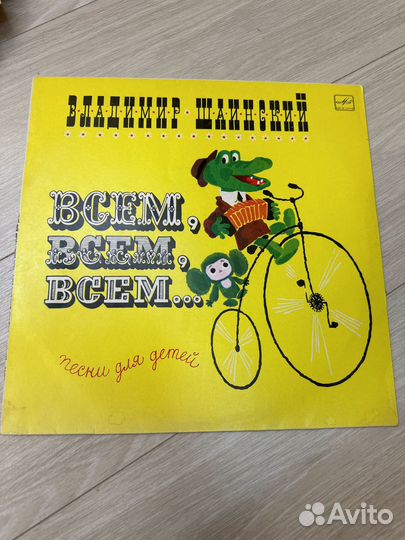 ВЛАДИМИР ШАИНСКИЙ
ВСЕМ,
ВСЕМ,
ВСЕМ...
песни для детей
Avito